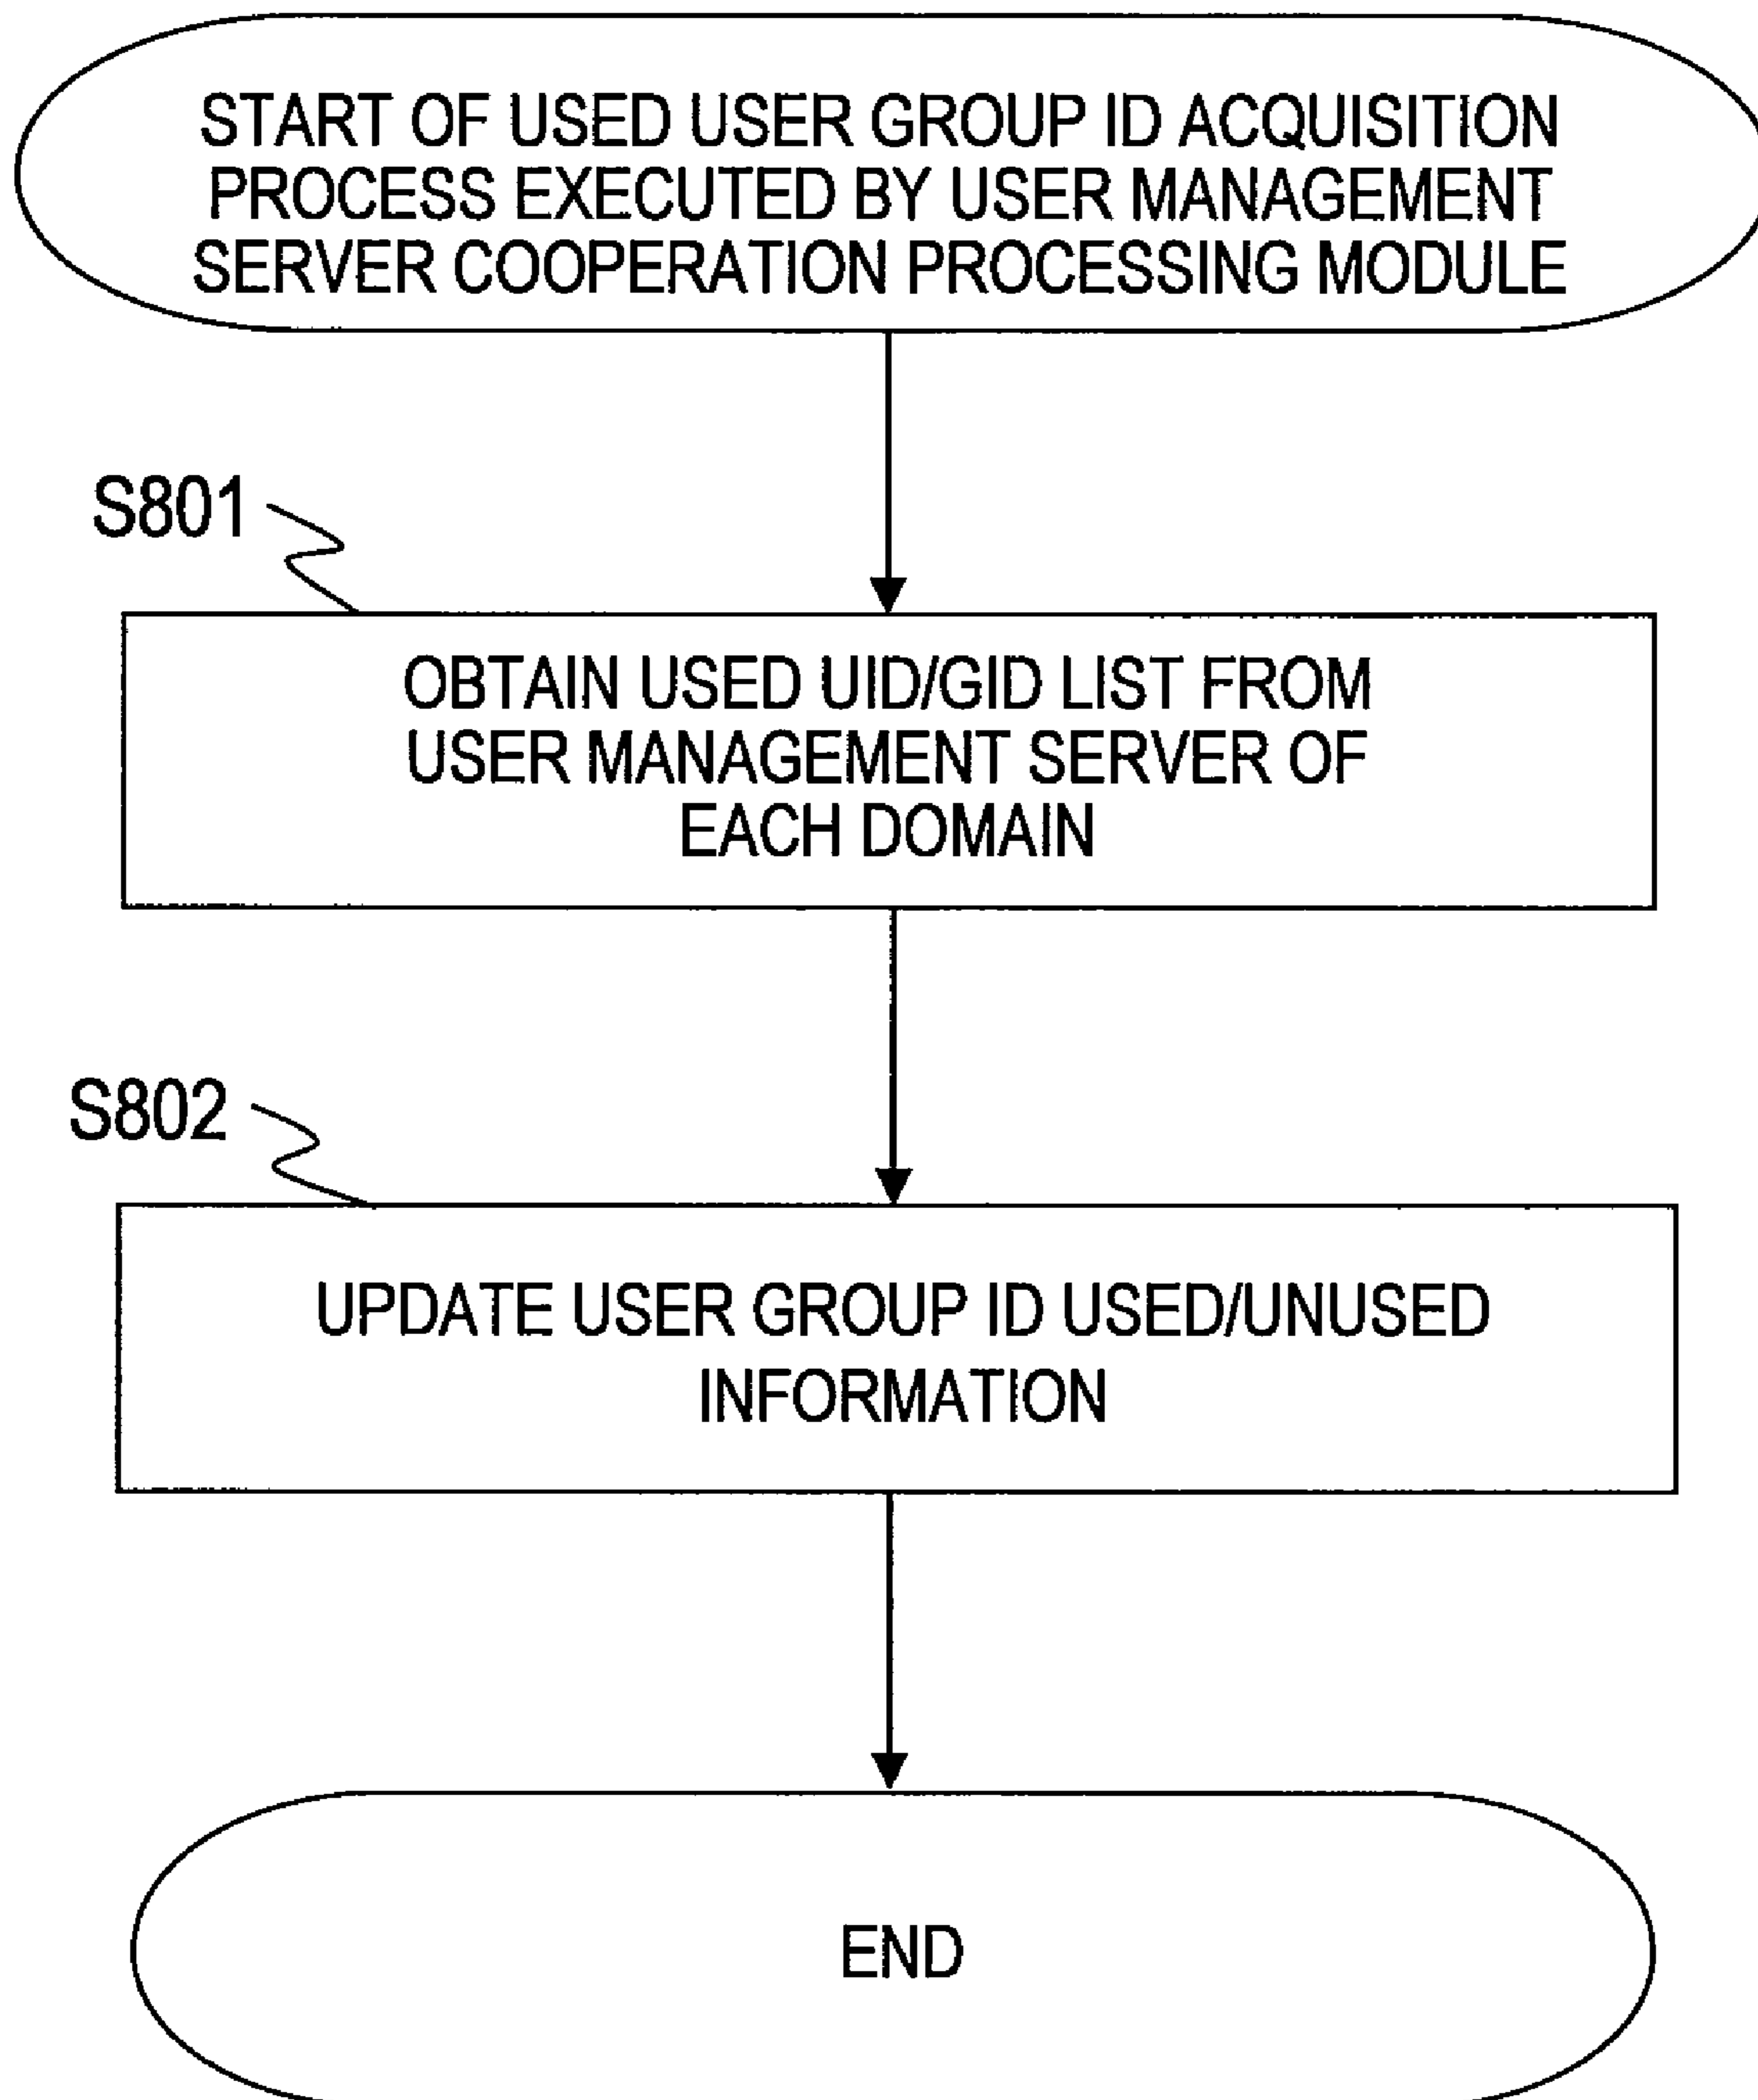 START OF USED USER GROUP ID ACQUISITION
PROCESS EXECUTED BY USER MANAGEMENT
SERVER COOPERATION PROCESSING MODULE
S801
OBTAIN USED UID/GID LIST FROM
USER MANAGEMENT SERVER OF
EACH DOMAIN
S802
UPDATE USER GROUP ID USED/UNUSED
INFORMATION
END